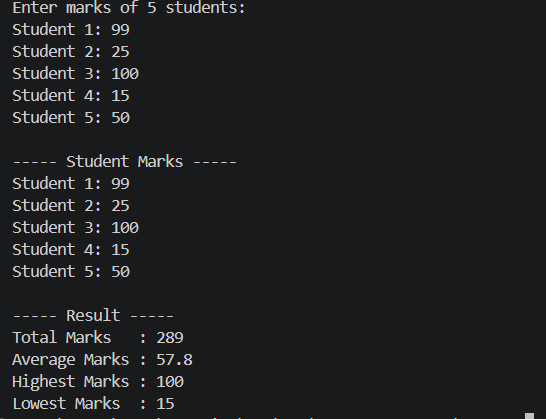 Enter marks of 5 students:
Student 1: 99
Student 2: 25
Student 3: 100
Student 4: 15
Student 5: 50
----- Student Marks -----
Student 1: 99
Student 2: 25
Student 3: 100
Student 4: 15
Student 5: 50
----- Result -----
Total Marks   : 289
Average Marks : 57.8
Highest Marks : 100
Lowest Marks  : 15